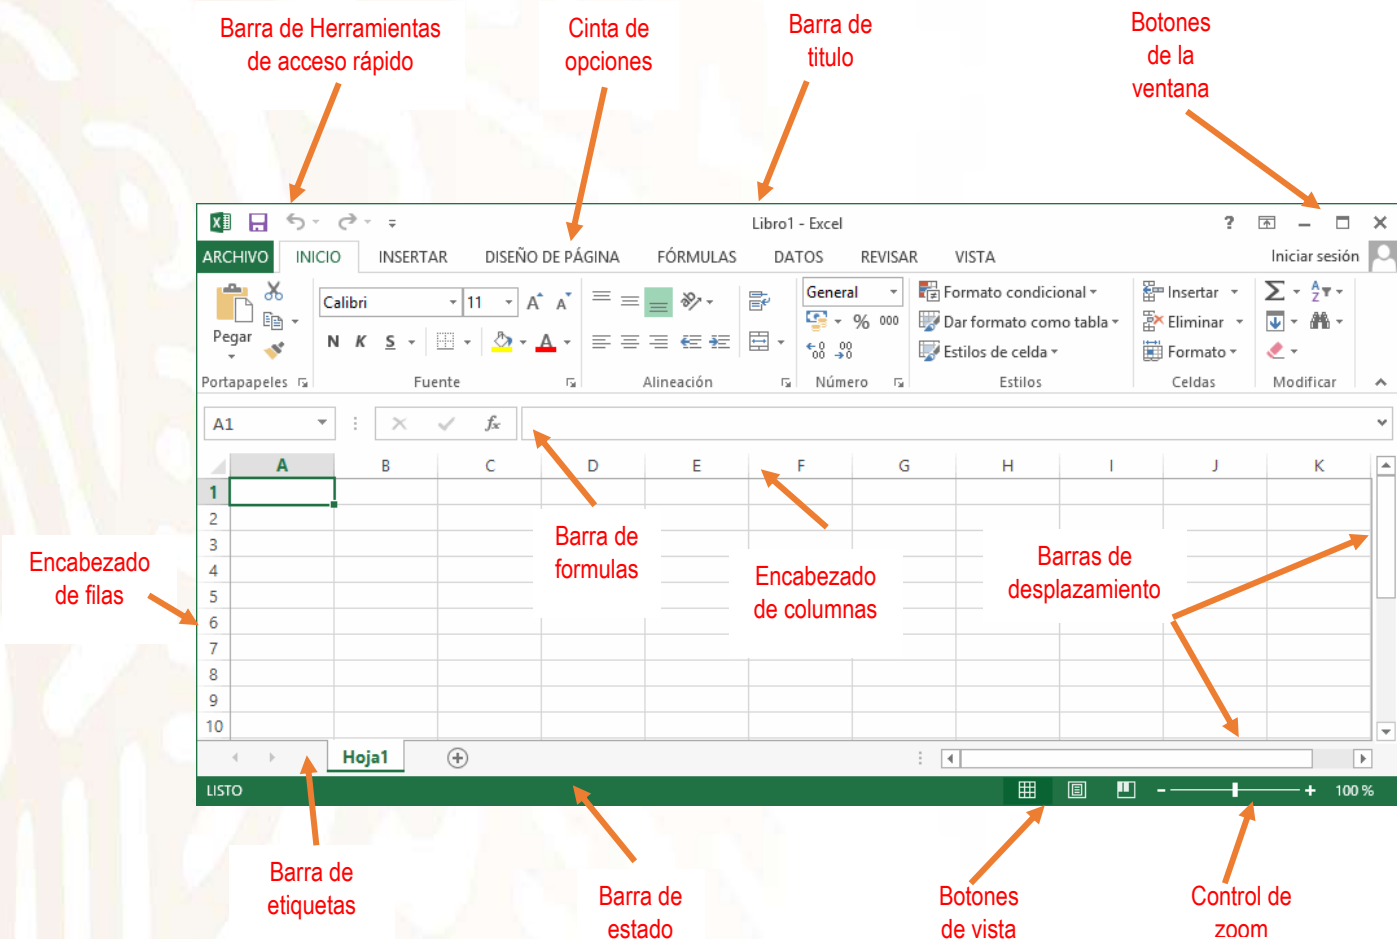 Barra de Herramientas
de acceso rápido
Cinta de
opciones
Barra de
titulo
Botones
de la
ventana
Libro1 - Excel
?
ARCHIVO INICIO INSERTAR DISEÑO DE PÁGINA FÓRMULAS DATOS REVISAR VISTA Iniciar sesión
Pegar
Calibri 11 A A
N K S A
General
% 000
Formato condicional
Dar formato como tabla
Estilos de celda
Insertar
Eliminar
Formato
Portapapeles Fuente Alineación Número Estilos Celdas Modificar
A1 fx
A B C D E F G H I J K
1
2
3
4
5
6
7
8
9
10
Encabezado
de filas
Barra de
formulas
Encabezado
de columnas
Barras de
desplazamiento
Hoja1
LISTO 100 %
Barra de
etiquetas
Barra de
estado
Botones
de vista
Control de
zoom